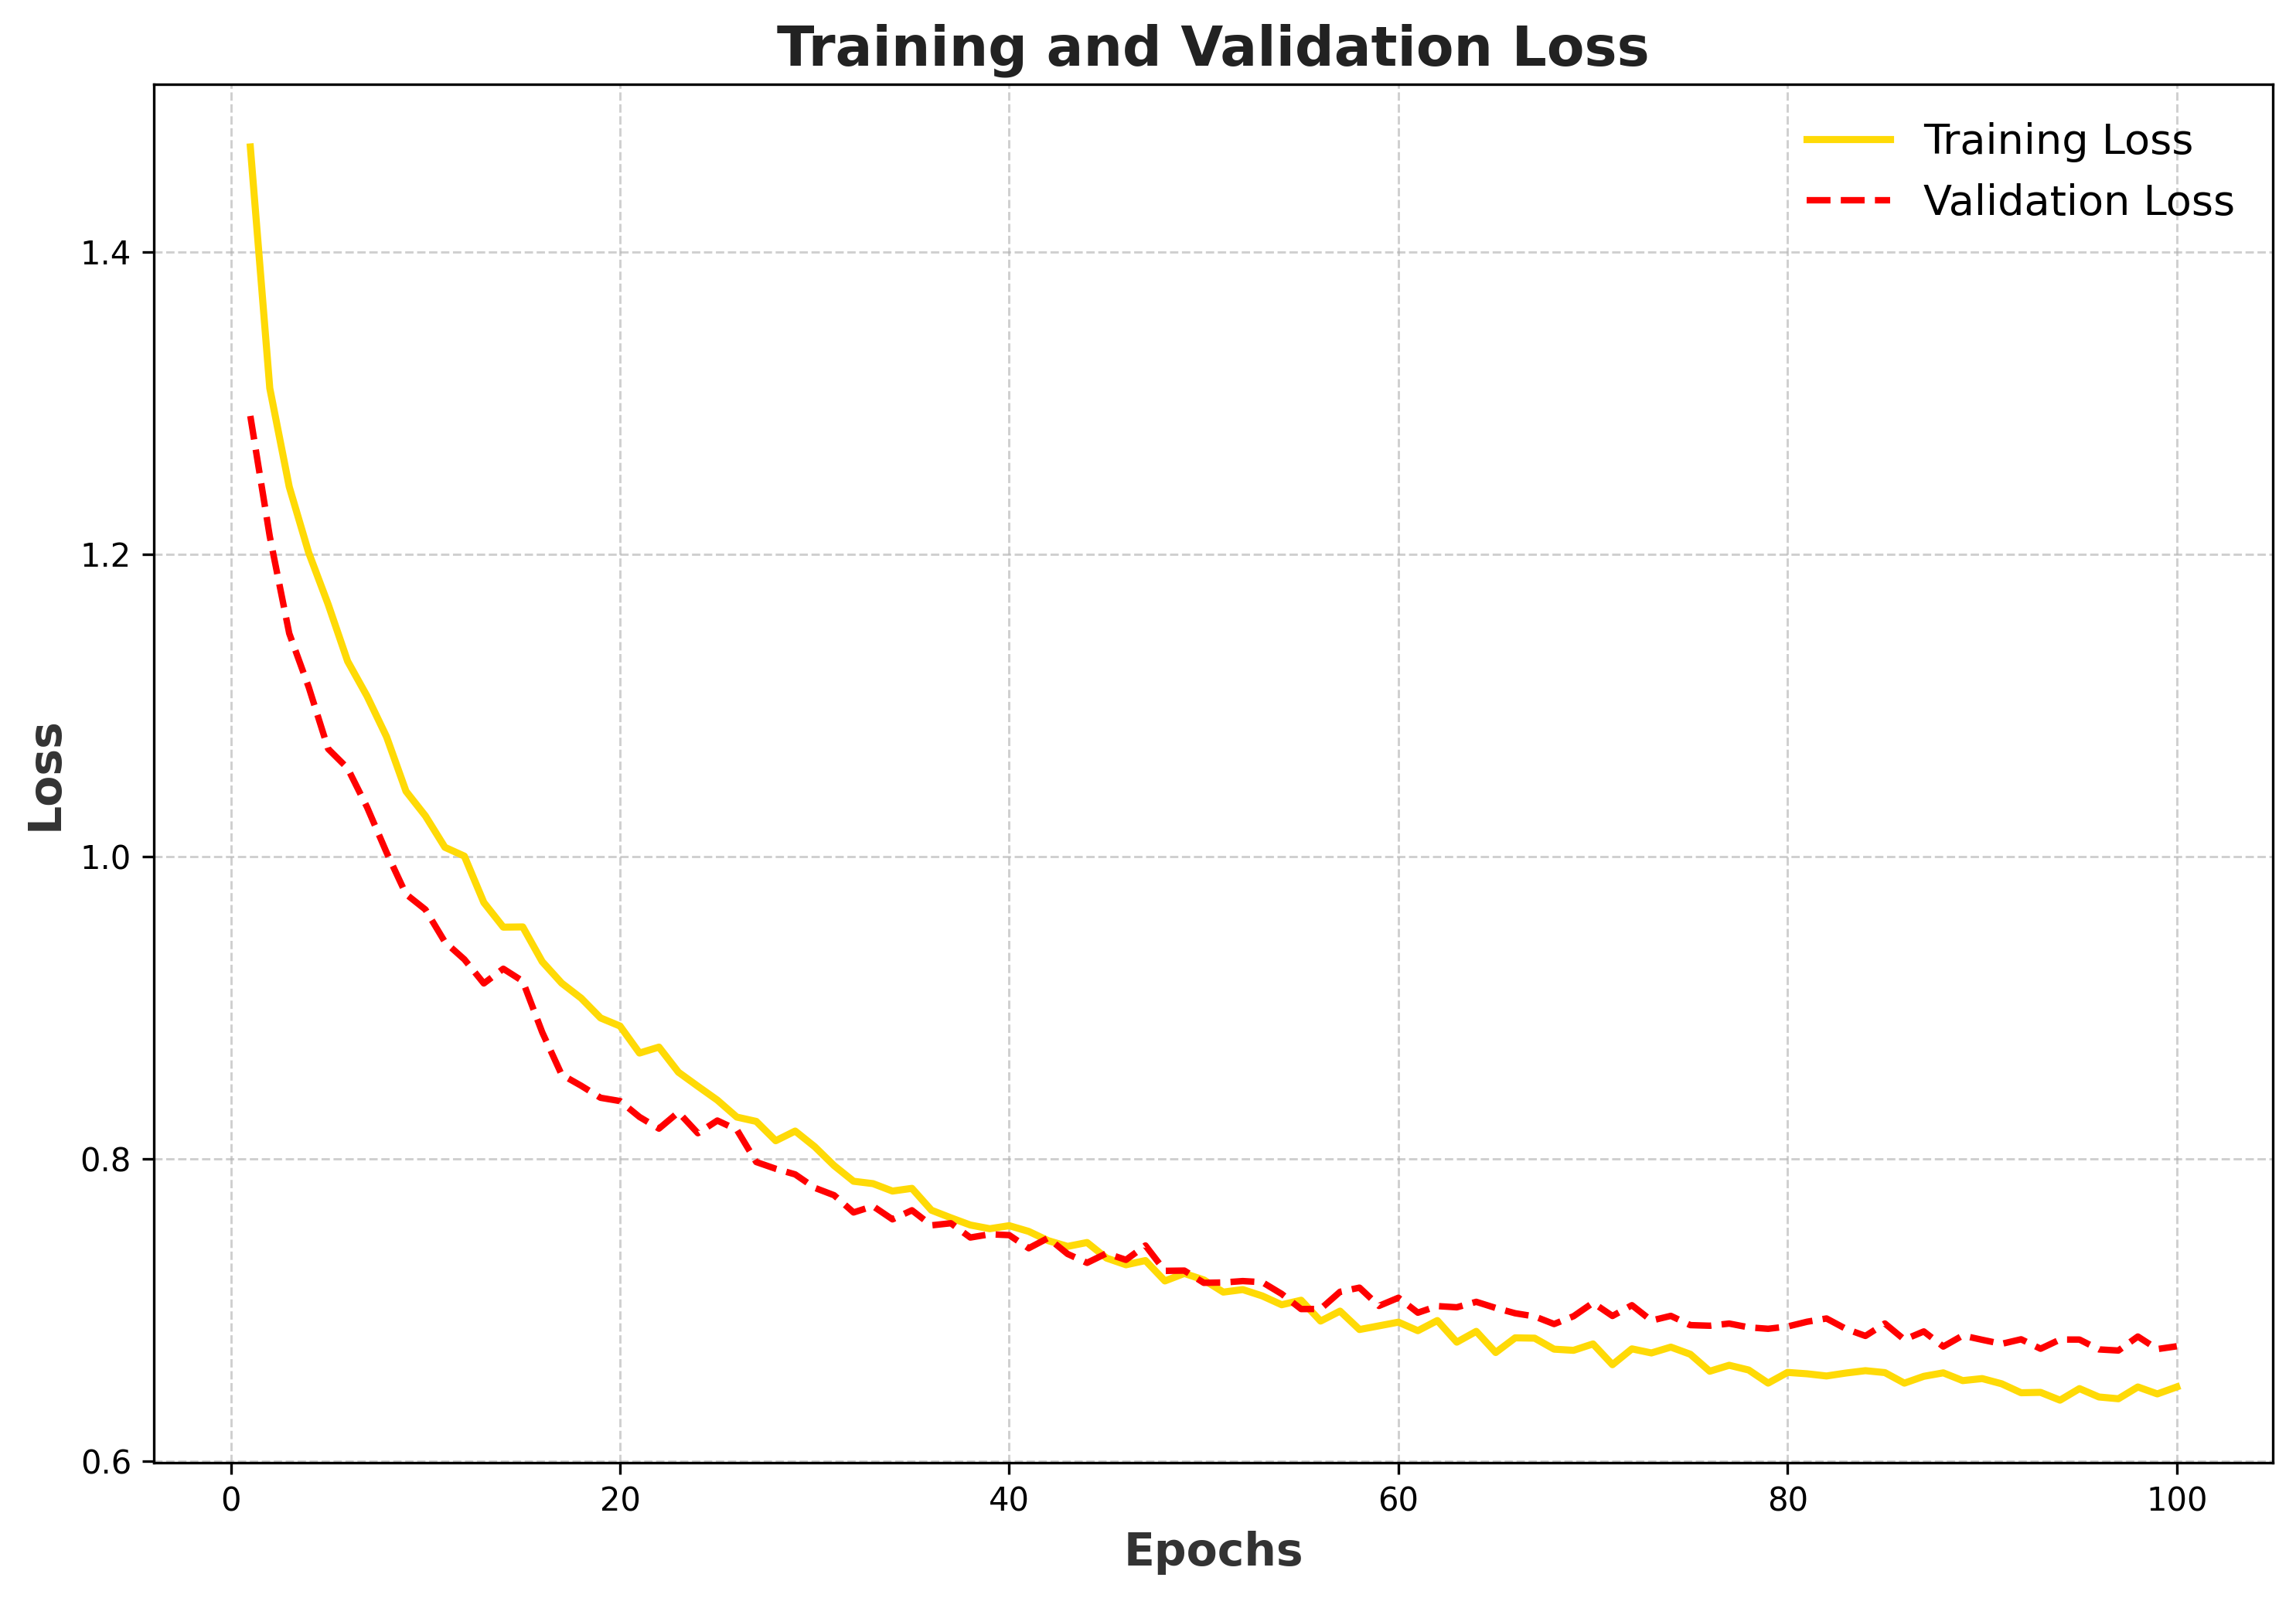 Training and Validation Loss
Training Loss
Validation Loss
1.4
1.2
1.0
0.8
0.6
Loss
0 20 40 60 80 100
Epochs